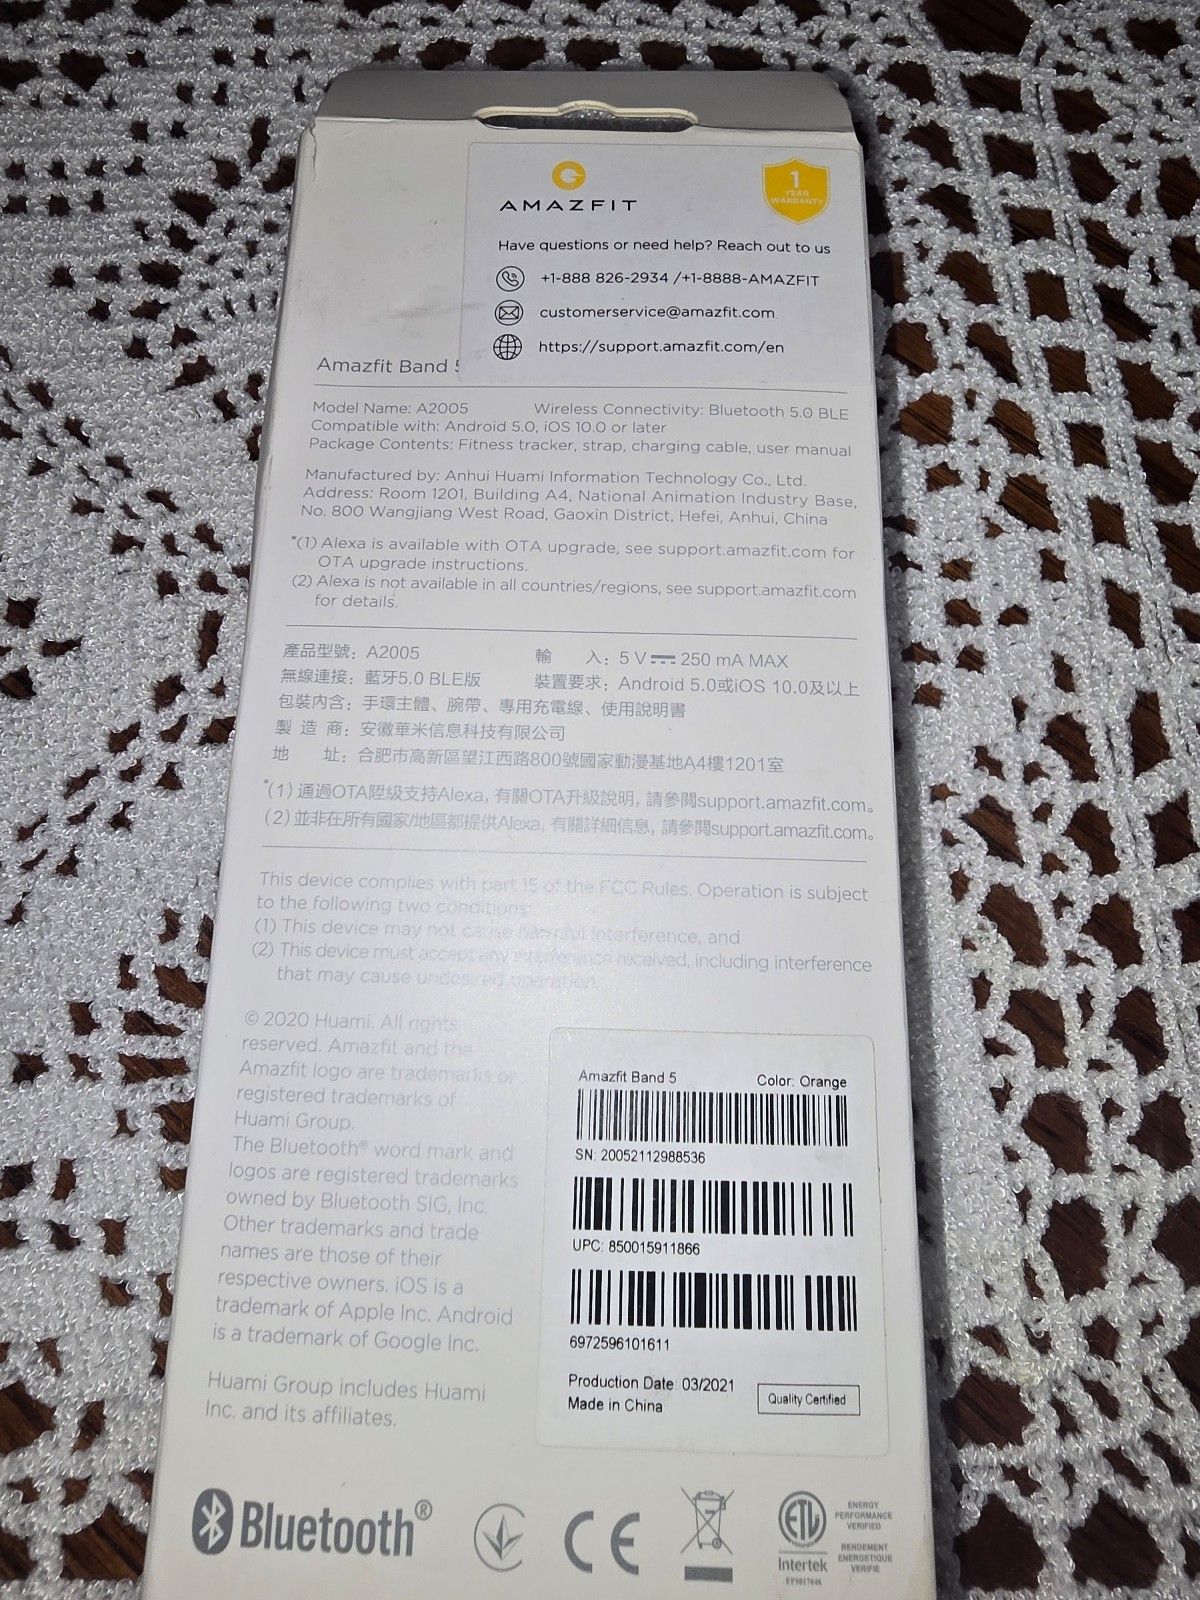 AMAZFIT
1
YEAR
WARRANTY
Have questions or need help? Reach out to us
+1-888 826-2934 /+1-8888-AMAZFIT
customerservice@amazfit.com
https://support.amazfit.com/en
Amazfit Band 5
Model Name: A2005 Wireless Connectivity: Bluetooth 5.0 BLE
Compatible with: Android 5.0, iOS 10.0 or later
Package Contents: Fitness tracker, strap, charging cable, user manual
Manufactured by: Anhui Huami Information Technology Co., Ltd.
Address: Room 1201, Building A4, National Animation Industry Base,
No. 800 Wangjiang West Road, Gaoxin District, Hefei, Anhui, China
*(1) Alexa is available with OTA upgrade, see support.amazfit.com for
OTA upgrade instructions.
(2) Alexa is not available in all countries/regions, see support.amazfit.com
for details.
產品型號: A2005 輸 入: 5 V⎓250 mA MAX
無線連接: 藍牙5.0 BLE版 裝置要求: Android 5.0或iOS 10.0及以上
包裝內含: 手環主體、腕帶、專用充電線、使用說明書
製 造 商: 安徽華米信息科技有限公司
地 址: 合肥市高新區望江西路800號國家動漫基地A4樓1201室
*(1) 通過OTA陞級支持Alexa, 有關OTA升級說明, 請參閱support.amazfit.com。
(2) 並非在所有國家/地區都提供Alexa, 有關詳細信息, 請參閱support.amazfit.com。
This device complies with part 15 of the FCC Rules. Operation is subject
to the following two conditions:
(1) This device may not cause harmful interference, and
(2) This device must accept any interference received, including interference
that may cause undesired operation.
© 2020 Huami. All rights
reserved. Amazfit and the
Amazfit logo are trademarks or
registered trademarks of
Huami Group.
The Bluetooth® word mark and
logos are registered trademarks
owned by Bluetooth SIG, Inc.
Other trademarks and trade
names are those of their
respective owners. iOS is a
trademark of Apple Inc. Android
is a trademark of Google Inc.
Huami Group includes Huami
Inc. and its affiliates.
Amazfit Band 5 Color: Orange
SN: 20052112988536
UPC: 850015911866
6972596101611
Production Date: 03/2021
Made in China
Quality Certified
Bluetooth®
CE
ETL
Intertek
ENERGY
PERFORMANCE
VERIFIED
RENDEMENT
ENERGETIQUE
VERIFIE